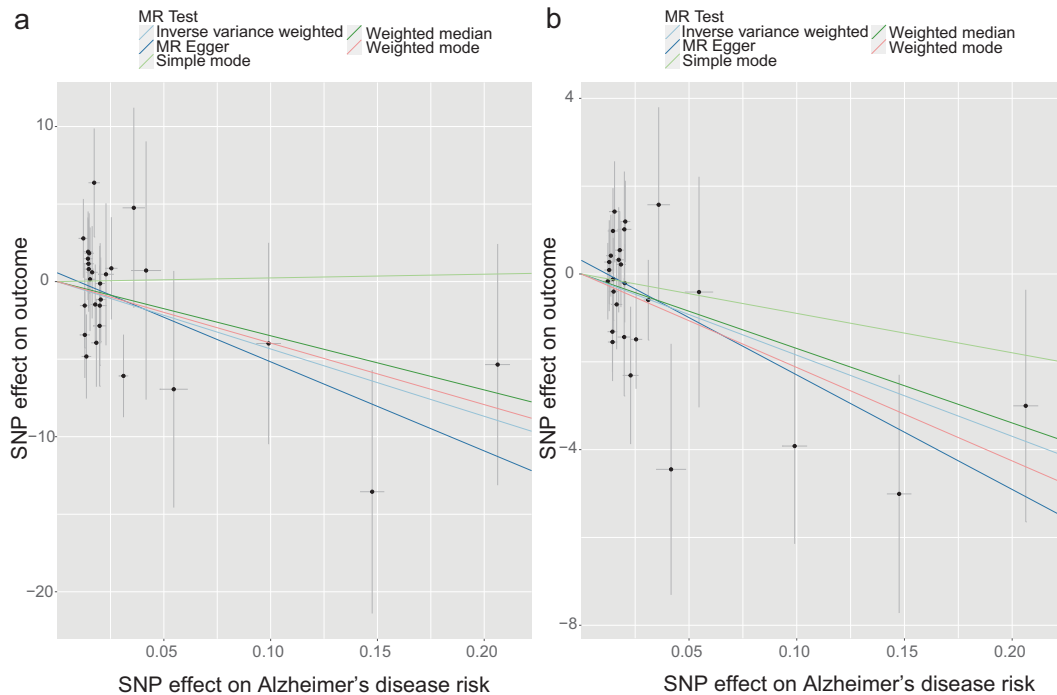 a
MR Test
Inverse variance weighted
Weighted median
MR Egger
Weighted mode
Simple mode
10
0
−10
−20
SNP effect on outcome
0.05
0.10
0.15
0.20
SNP effect on Alzheimer's disease risk
b
MR Test
Inverse variance weighted
Weighted median
MR Egger
Weighted mode
Simple mode
4
0
−4
−8
SNP effect on outcome
0.05
0.10
0.15
0.20
SNP effect on Alzheimer's disease risk